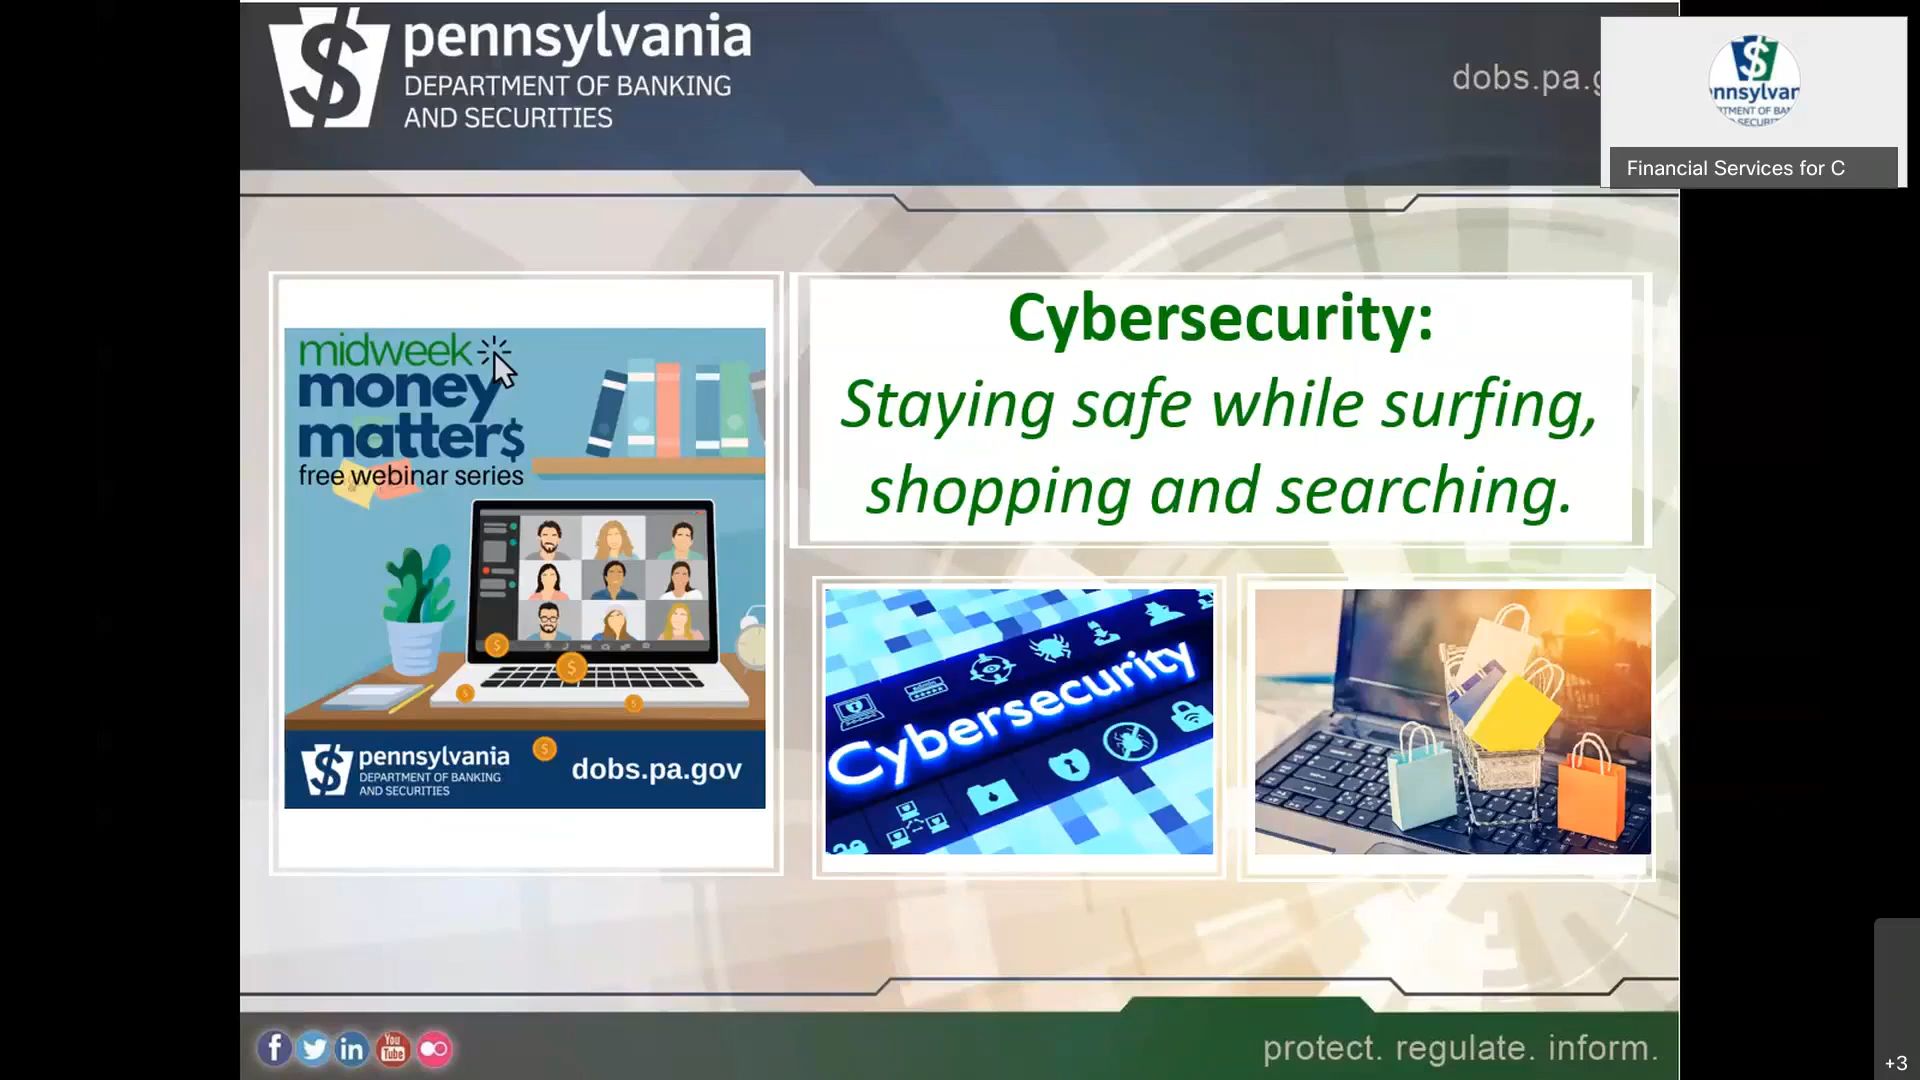 pennsylvania
DEPARTMENT OF BANKING
AND SECURITIES
dobs.pa.g
Financial Services for C
midweek
money
matter$
free webinar series
pennsylvania
DEPARTMENT OF BANKING
AND SECURITIES
dobs.pa.gov
Cybersecurity:
Staying safe while surfing,
shopping and searching.
Cybersecurity
protect. regulate. inform.
+3